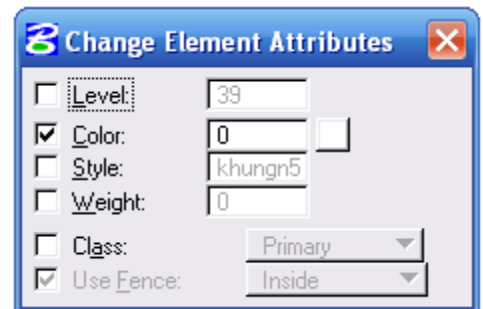 Change Element Attributes
Level: 39
Color: 0
Style: khungn5
Weight: 0
Class: Primary
Use Fence: Inside